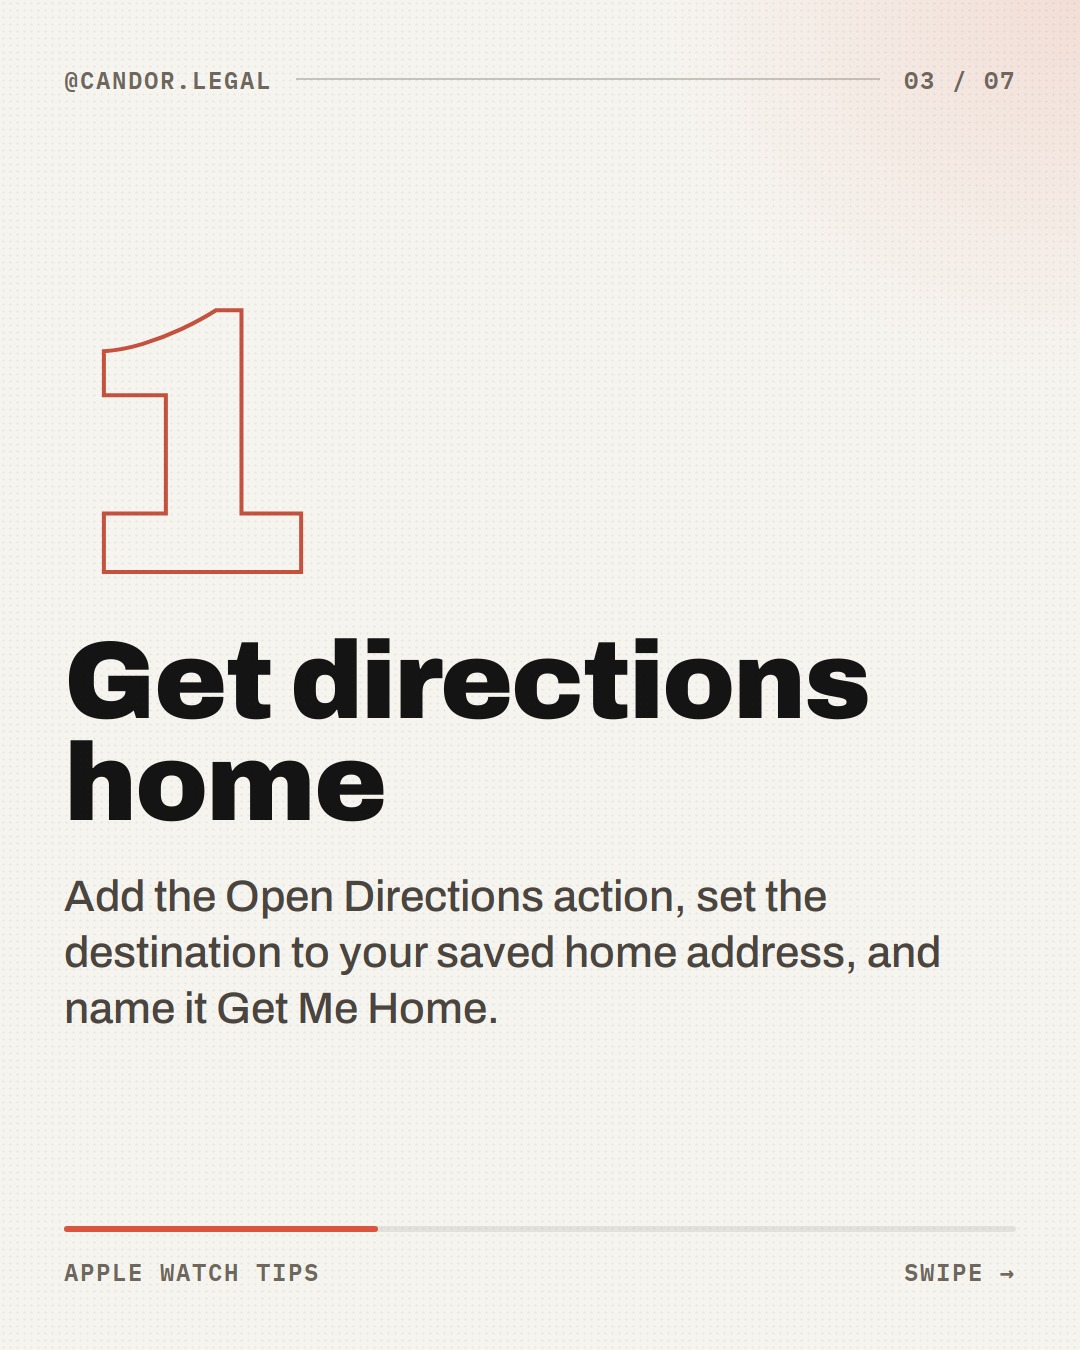 @CANDOR.LEGAL
03 / 07
1
Get directions
home
Add the Open Directions action, set the
destination to your saved home address, and
name it Get Me Home.
APPLE WATCH TIPS
SWIPE →